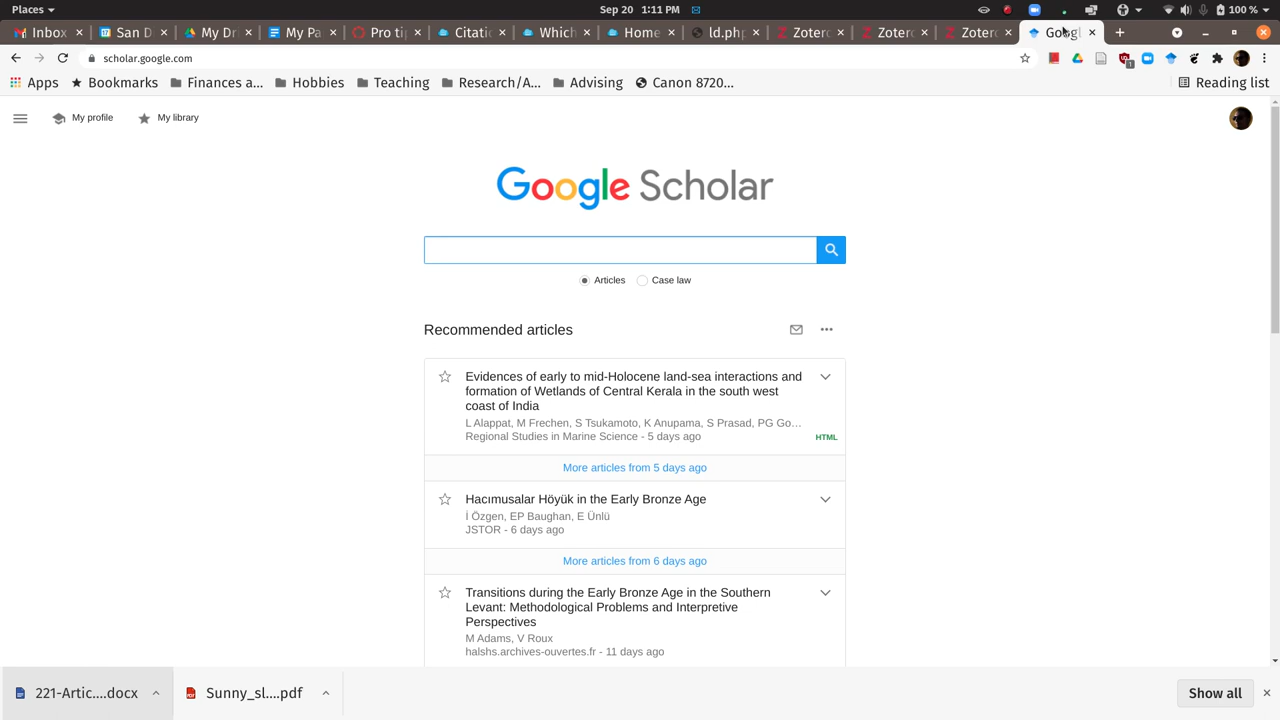 Places
Sep 20 1:11 PM
100 %
Inbox
San D
My Dr
My Pa
Pro tip
Citatic
Which
Home
ld.php
Zotero
Zotero
Zotero
Googl
scholar.google.com
Apps
Bookmarks
Finances a...
Hobbies
Teaching
Research/A...
Advising
Canon 8720...
Reading list
My profile
My library
Google Scholar
Articles
Case law
Recommended articles
Evidences of early to mid-Holocene land-sea interactions and
formation of Wetlands of Central Kerala in the south west
coast of India
L Alappat, M Frechen, S Tsukamoto, K Anupama, S Prasad, PG Go…
Regional Studies in Marine Science - 5 days ago
HTML
More articles from 5 days ago
Hacımusalar Höyük in the Early Bronze Age
İ Özgen, EP Baughan, E Ünlü
JSTOR - 6 days ago
More articles from 6 days ago
Transitions during the Early Bronze Age in the Southern
Levant: Methodological Problems and Interpretive
Perspectives
M Adams, V Roux
halshs.archives-ouvertes.fr - 11 days ago
221-Artic....docx
Sunny_sl....pdf
Show all